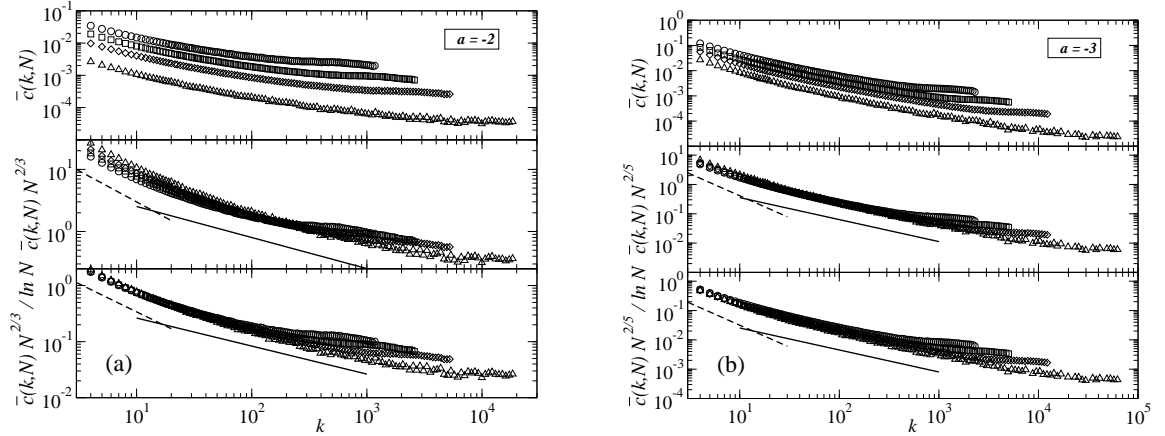 10^0
10^-1
10^-2
10^-3
10^-4
c̄(k,N)
a = -2
10^1
10^0
c̄(k,N) N^{2/3}
10^0
10^-1
10^-2
c̄(k,N) N^{2/3} / ln N
(a)
10^1 10^2 10^3 10^4
k
10^0
10^-1
10^-2
10^-3
10^-4
c̄(k,N)
a = -3
10^2
10^1
10^0
10^-1
10^-2
c̄(k,N) N^{2/5}
10^0
10^-1
10^-2
10^-3
10^-4
c̄(k,N) N^{2/5} / ln N
(b)
10^1 10^2 10^3 10^4 10^5
k